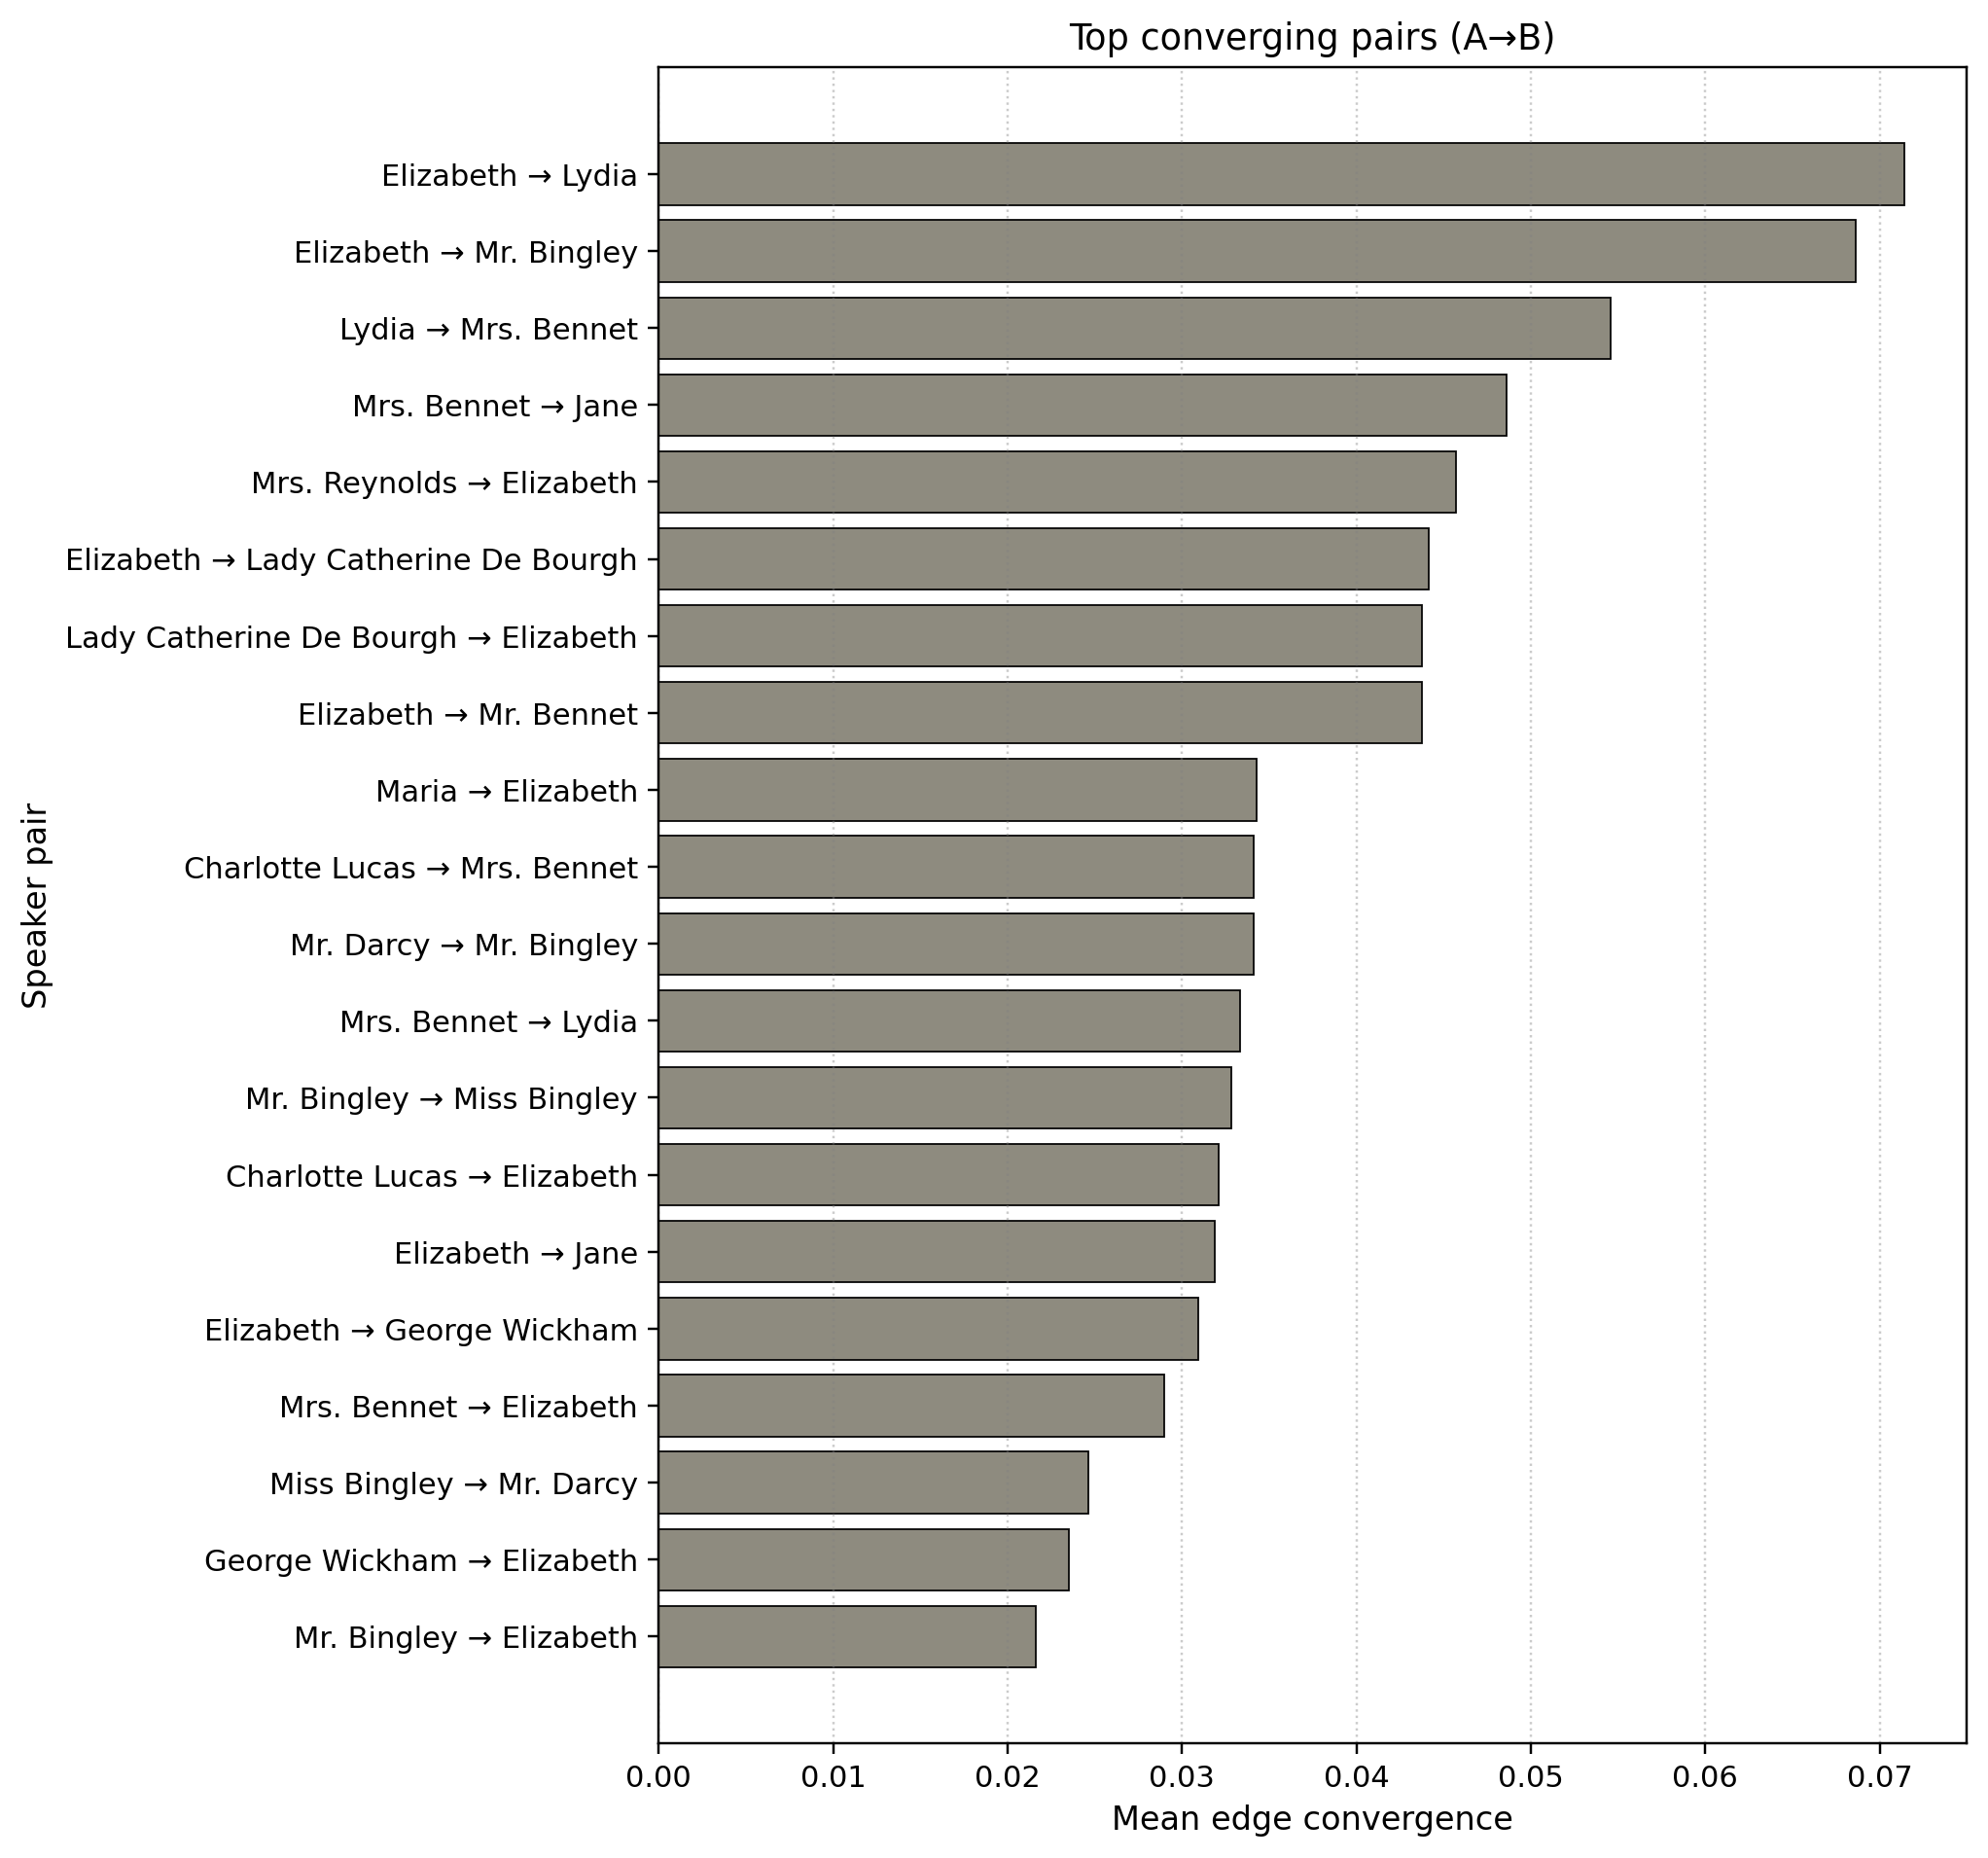 Top converging pairs (A→B)
Speaker pair
Elizabeth → Lydia
Elizabeth → Mr. Bingley
Lydia → Mrs. Bennet
Mrs. Bennet → Jane
Mrs. Reynolds → Elizabeth
Elizabeth → Lady Catherine De Bourgh
Lady Catherine De Bourgh → Elizabeth
Elizabeth → Mr. Bennet
Maria → Elizabeth
Charlotte Lucas → Mrs. Bennet
Mr. Darcy → Mr. Bingley
Mrs. Bennet → Lydia
Mr. Bingley → Miss Bingley
Charlotte Lucas → Elizabeth
Elizabeth → Jane
Elizabeth → George Wickham
Mrs. Bennet → Elizabeth
Miss Bingley → Mr. Darcy
George Wickham → Elizabeth
Mr. Bingley → Elizabeth
0.00 0.01 0.02 0.03 0.04 0.05 0.06 0.07
Mean edge convergence